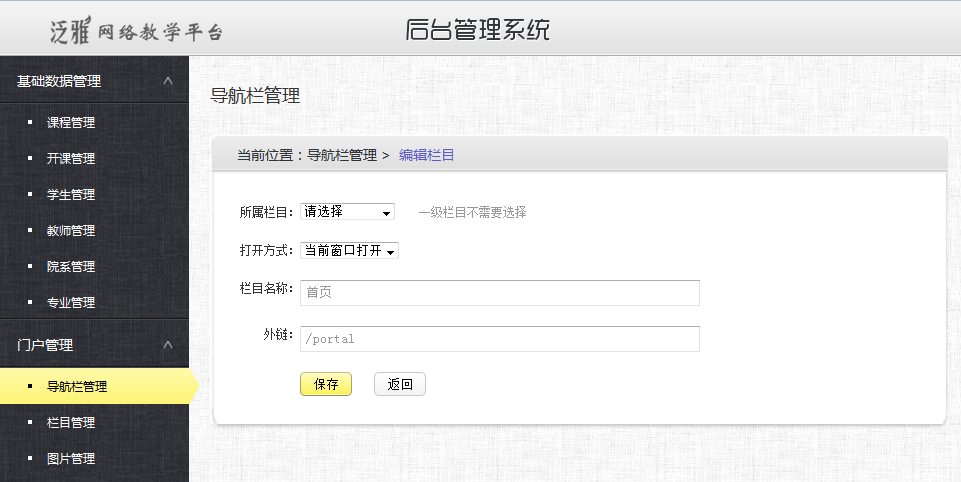 泛雅 网络教学平台
后台管理系统
基础数据管理
课程管理
开课管理
学生管理
教师管理
院系管理
专业管理
门户管理
导航栏管理
栏目管理
图片管理
导航栏管理
当前位置：导航栏管理 > 编辑栏目
所属栏目： 请选择 一级栏目不需要选择
打开方式： 当前窗口打开
栏目名称： 首页
外链： /portal
保存 返回